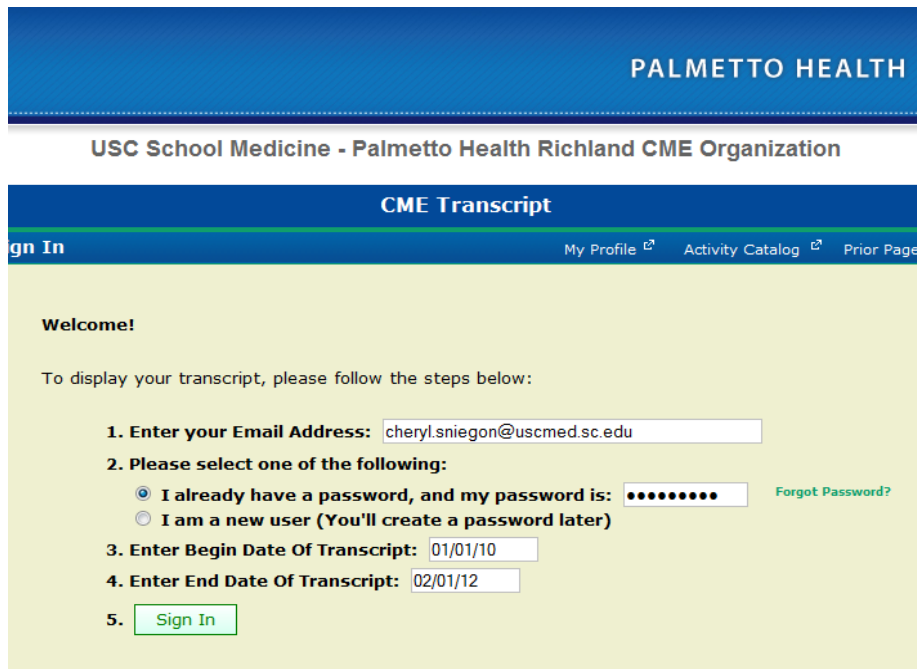 PALMETTO HEALTH
USC School Medicine - Palmetto Health Richland CME Organization
CME Transcript
ign In My Profile Activity Catalog Prior Page
Welcome!
To display your transcript, please follow the steps below:
1. Enter your Email Address: cheryl.sniegon@uscmed.sc.edu
2. Please select one of the following:
I already have a password, and my password is: ••••••••• Forgot Password?
I am a new user (You'll create a password later)
3. Enter Begin Date Of Transcript: 01/01/10
4. Enter End Date Of Transcript: 02/01/12
5. Sign In